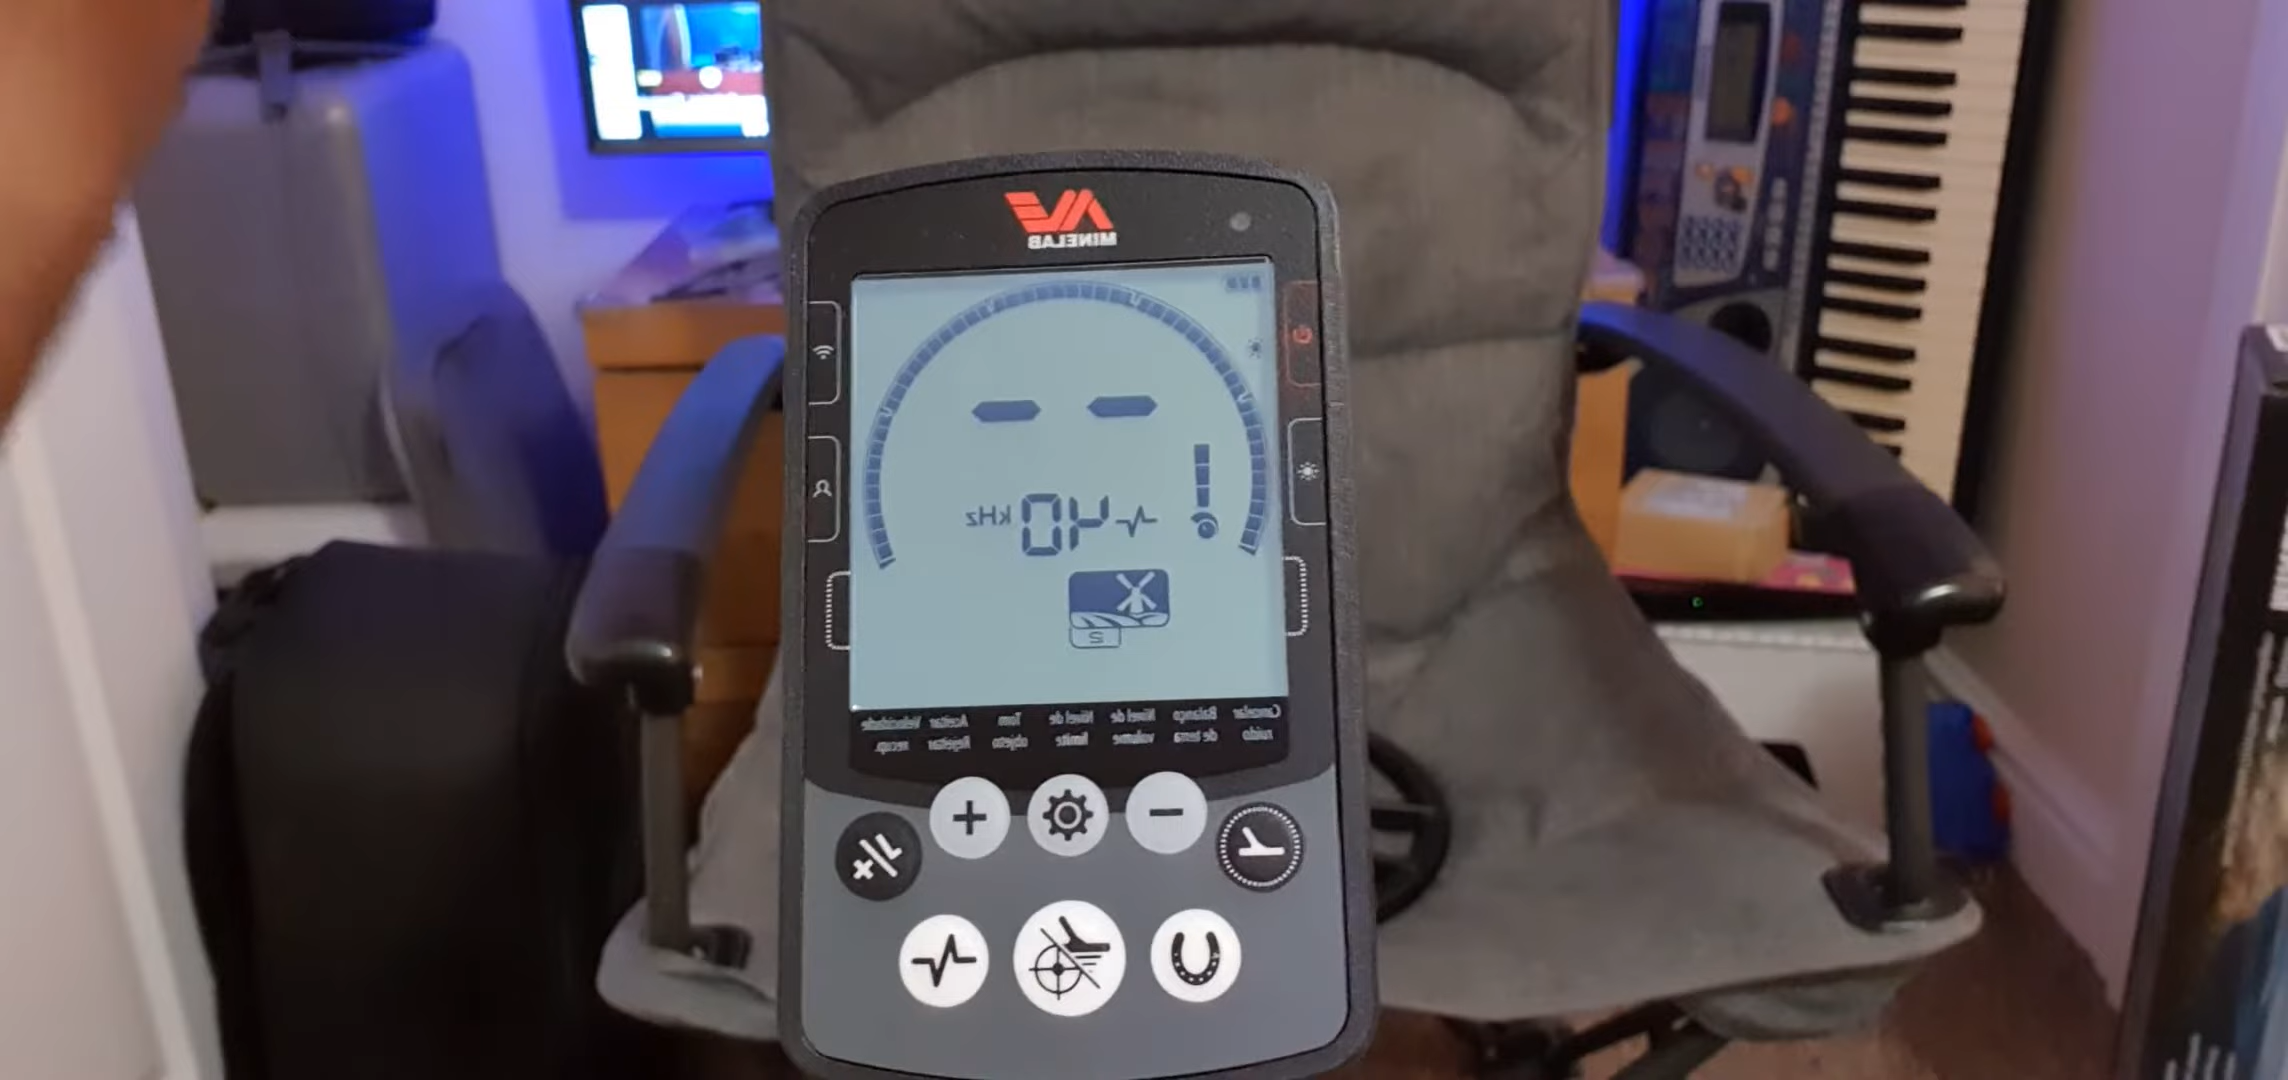 MINELAB
40 kHz
2
Cancelar ruído
Balanço de terra
Nível de volume
Nível de limite
Tom objeto
Aceitar Rejeitar
Velocidade recup.